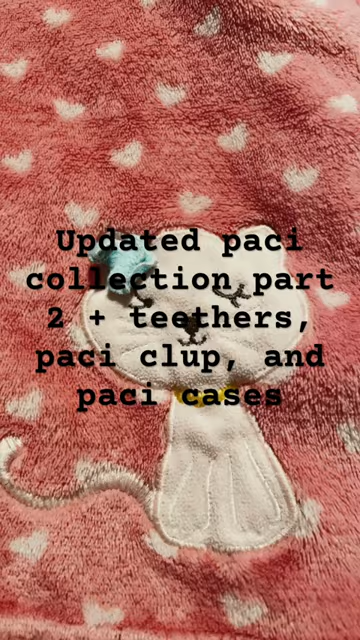 Updated paci
collection part
2 + teethers,
paci clup, and
paci cases